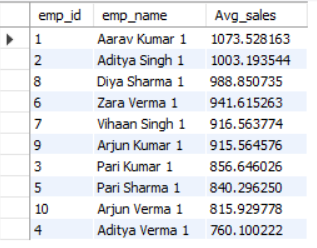 emp_id emp_name Avg_sales
1 Aarav Kumar 1 1073.528163
2 Aditya Singh 1 1003.193544
8 Diya Sharma 1 988.850735
6 Zara Verma 1 941.615263
7 Vihaan Singh 1 916.563774
9 Arjun Kumar 1 915.564576
3 Pari Kumar 1 856.646026
5 Pari Sharma 1 840.296250
10 Arjun Verma 1 815.929778
4 Aditya Verma 1 760.100222